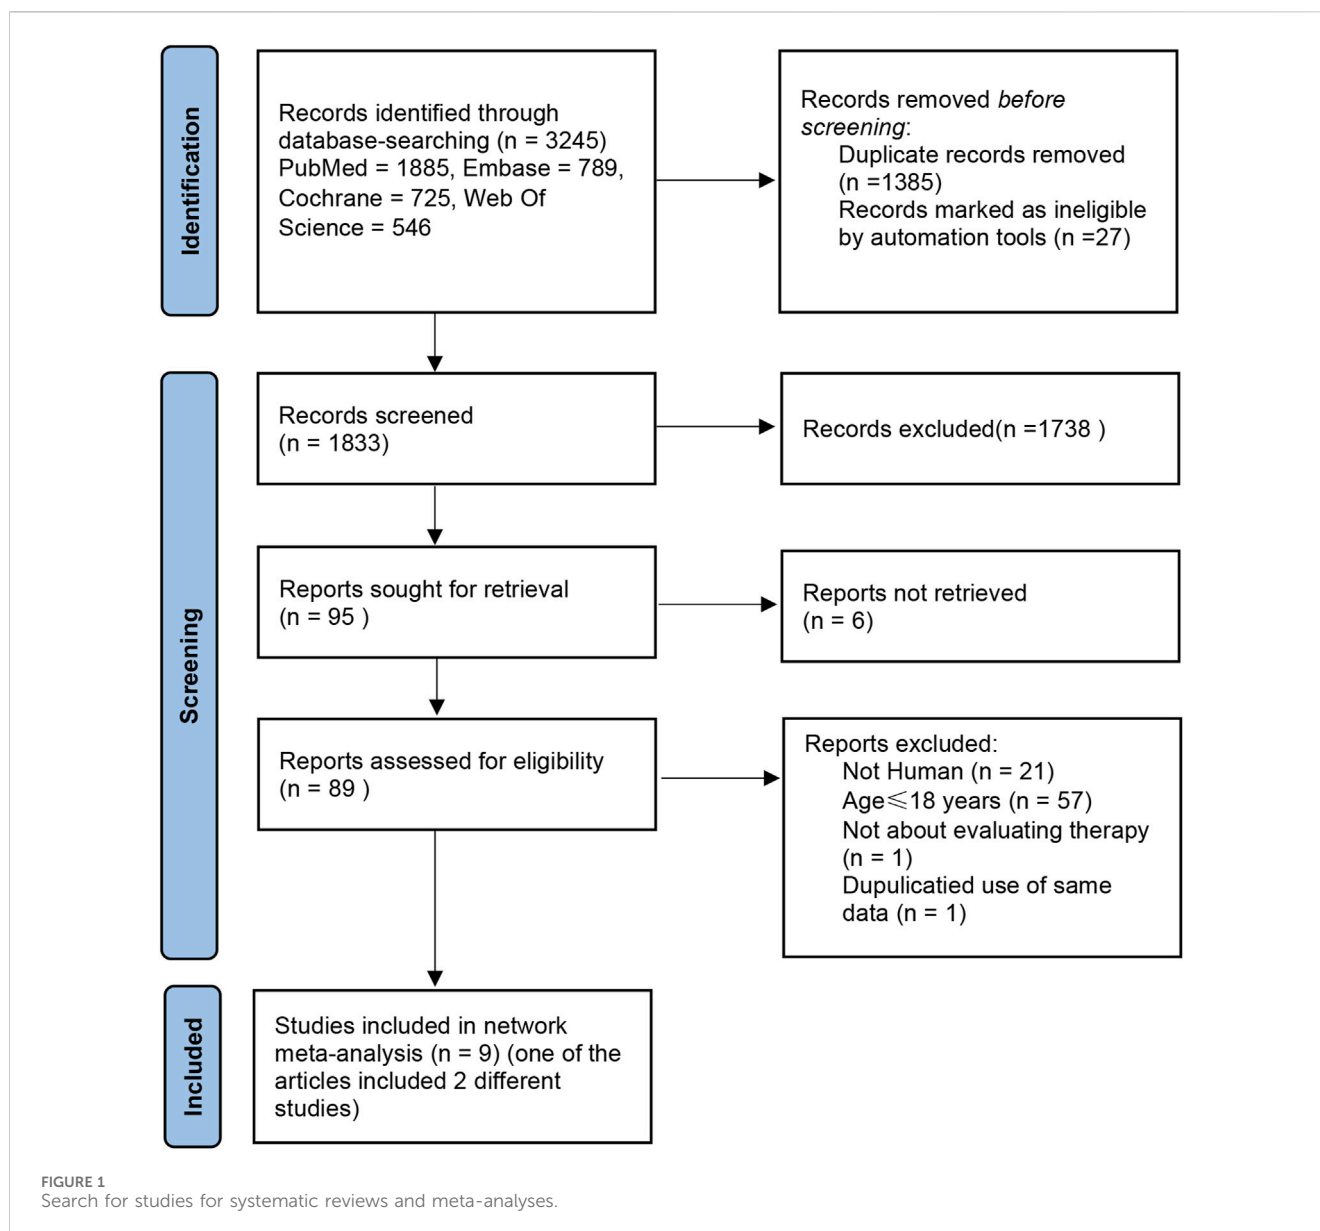 Identification
Records identified through
database-searching (n = 3245)
PubMed = 1885, Embase = 789,
Cochrane = 725, Web Of
Science = 546
Records removed before
screening:
Duplicate records removed
(n =1385)
Records marked as ineligible
by automation tools (n =27)
Screening
Records screened
(n = 1833)
Records excluded(n =1738 )
Reports sought for retrieval
(n = 95 )
Reports not retrieved
(n = 6)
Reports assessed for eligibility
(n = 89 )
Reports excluded:
Not Human (n = 21)
Age≤18 years (n = 57)
Not about evaluating therapy
(n = 1)
Dupulicatied use of same
data (n = 1)
Included
Studies included in network
meta-analysis (n = 9) (one of the
articles included 2 different
studies)
FIGURE 1
Search for studies for systematic reviews and meta-analyses.